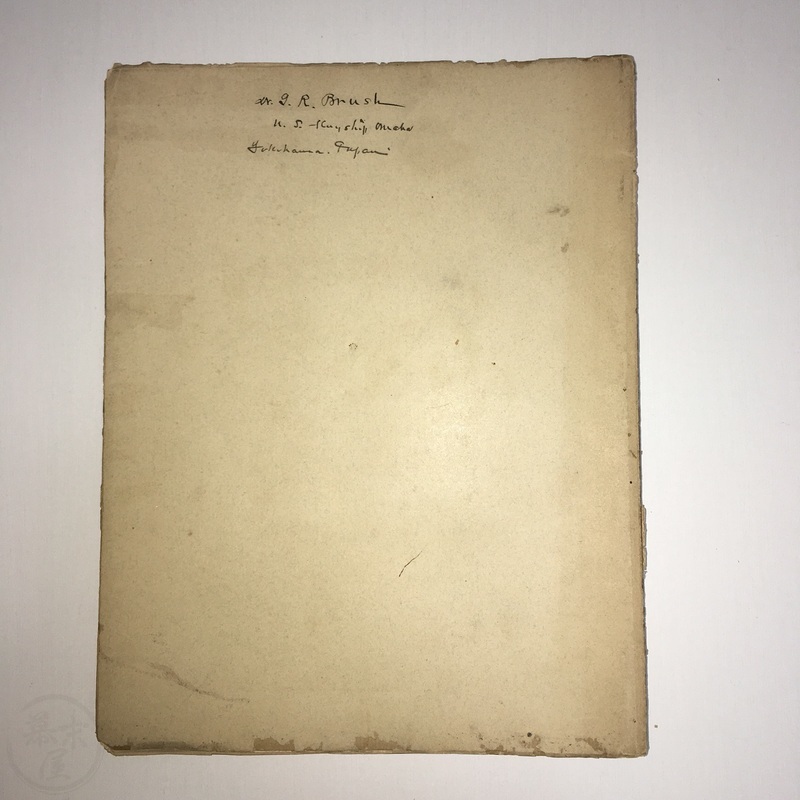 Dr. G. R. Brush
U. S. Flagship Omaha
Yokohama. Japan